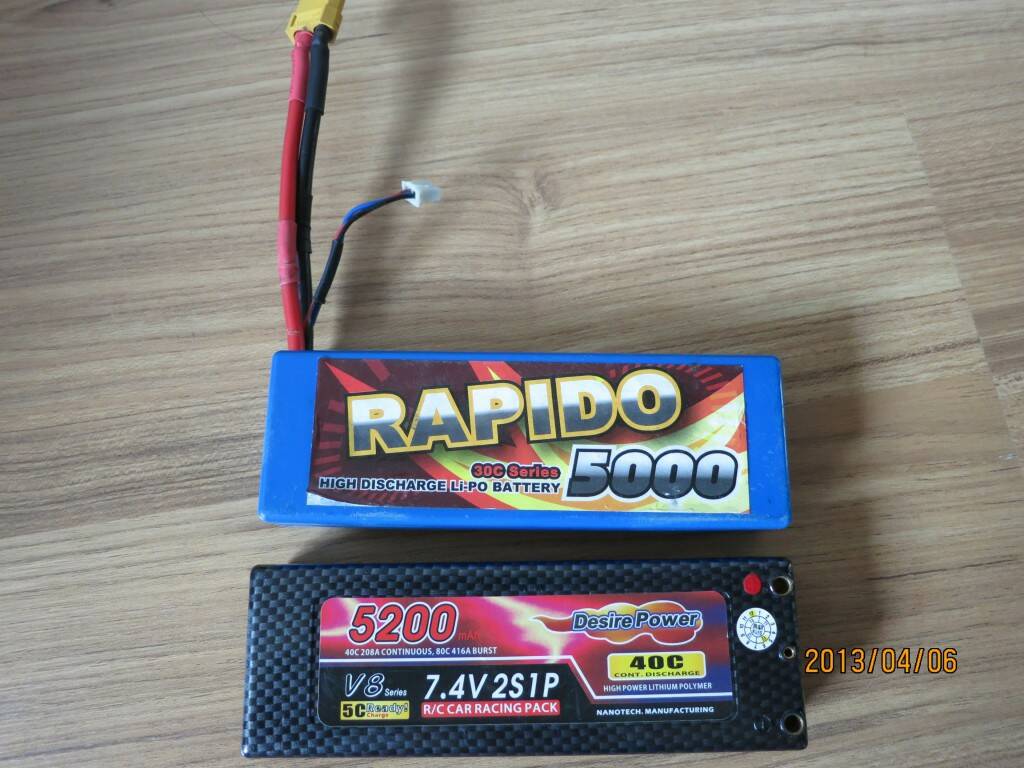 RAPIDO
30C Series
HIGH DISCHARGE Li-PO BATTERY 5000
5200 mAh
Desire Power
40C 208A CONTINUOUS, 80C 416A BURST
40C
CONT. DISCHARGE
V8 Series
7.4V 2S1P
HIGH POWER LITHIUM POLYMER
5C Ready!
Charge
R/C CAR RACING PACK
NANOTECH. MANUFACTURING
2013/04/06